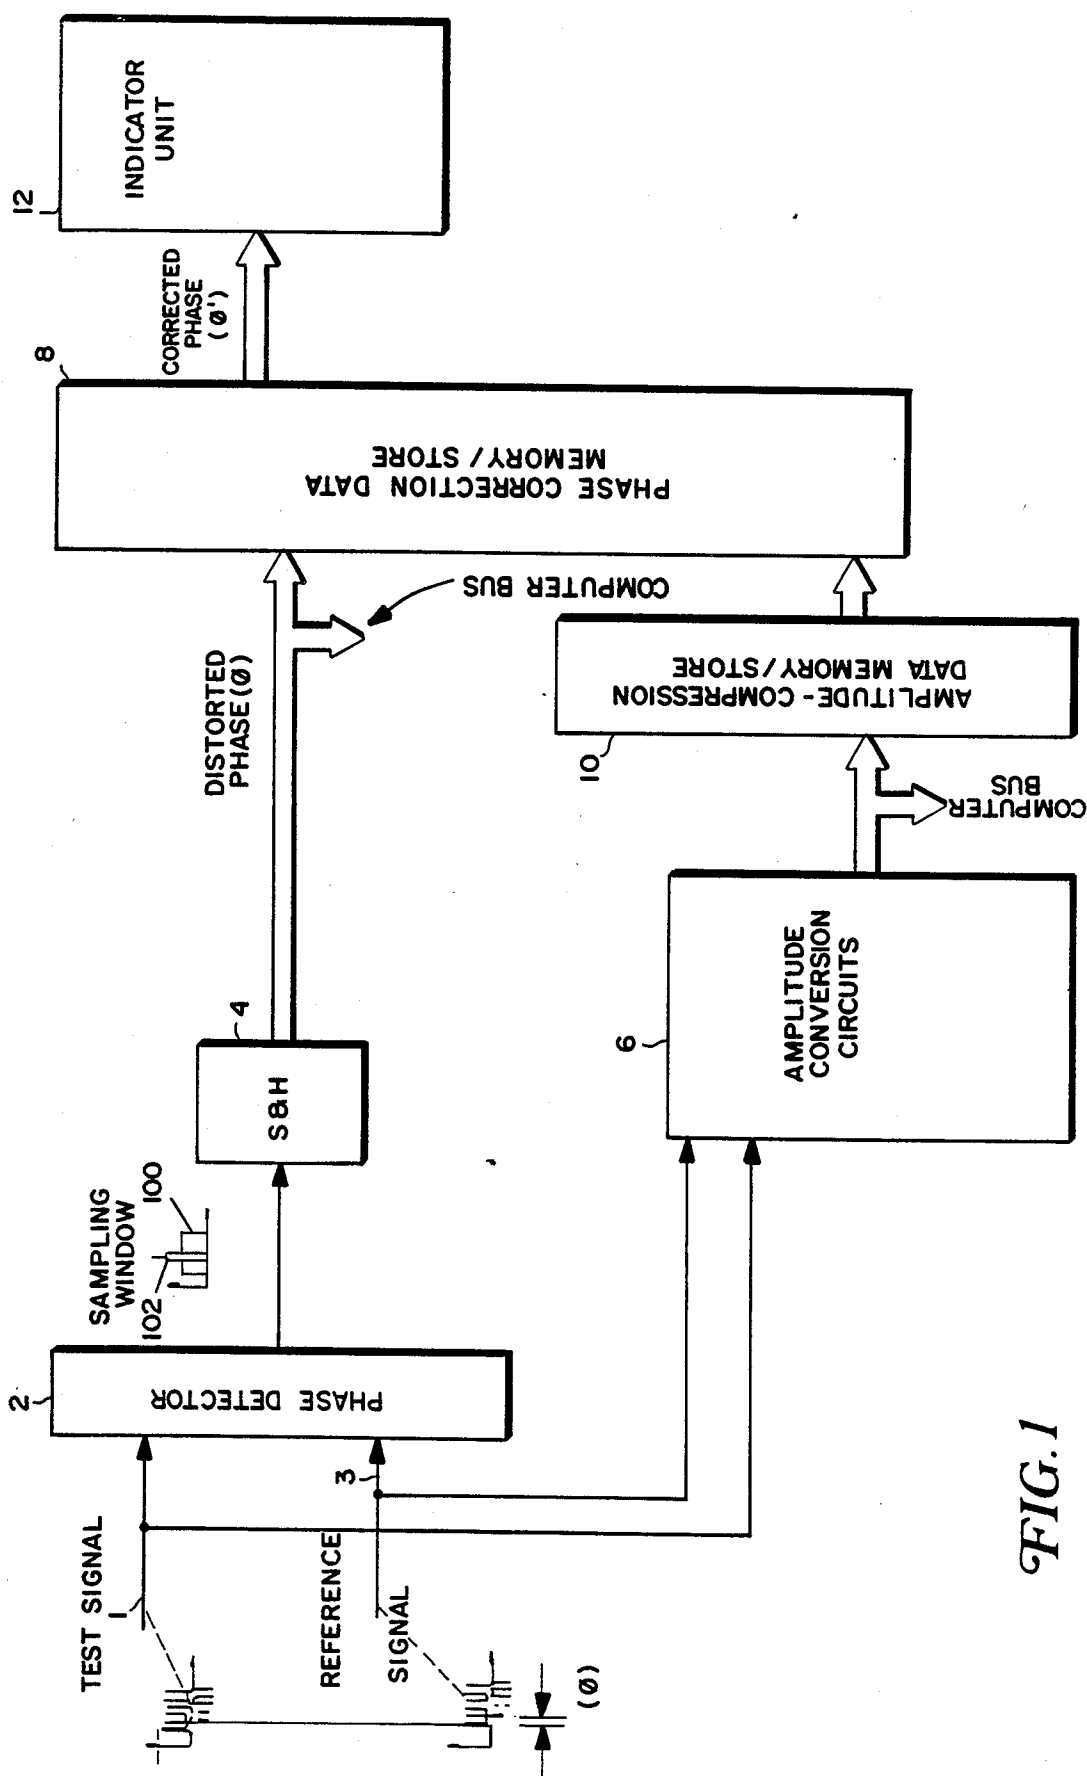 TEST SIGNAL
1
REFERENCE
SIGNAL
3
(Ø)
2
PHASE DETECTOR
SAMPLING
WINDOW
102
100
4
S&H
DISTORTED
PHASE (Ø)
COMPUTER BUS
6
AMPLITUDE
CONVERSION
CIRCUITS
COMPUTER
BUS
10
AMPLITUDE-COMPRESSION
DATA MEMORY/STORE
8
PHASE CORRECTION DATA
MEMORY/STORE
CORRECTED
PHASE
(Ø')
12
INDICATOR
UNIT
FIG. 1